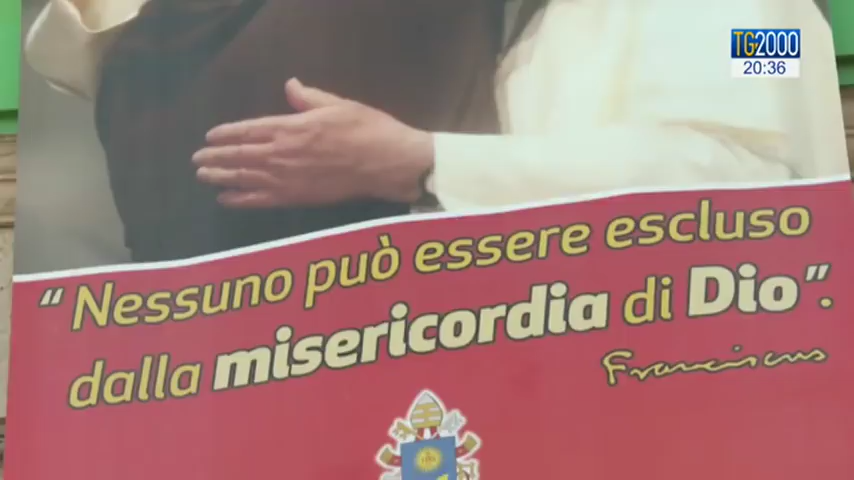 TG2000
20:36
“Nessuno può essere escluso
dalla misericordia di Dio”.
Franciscus